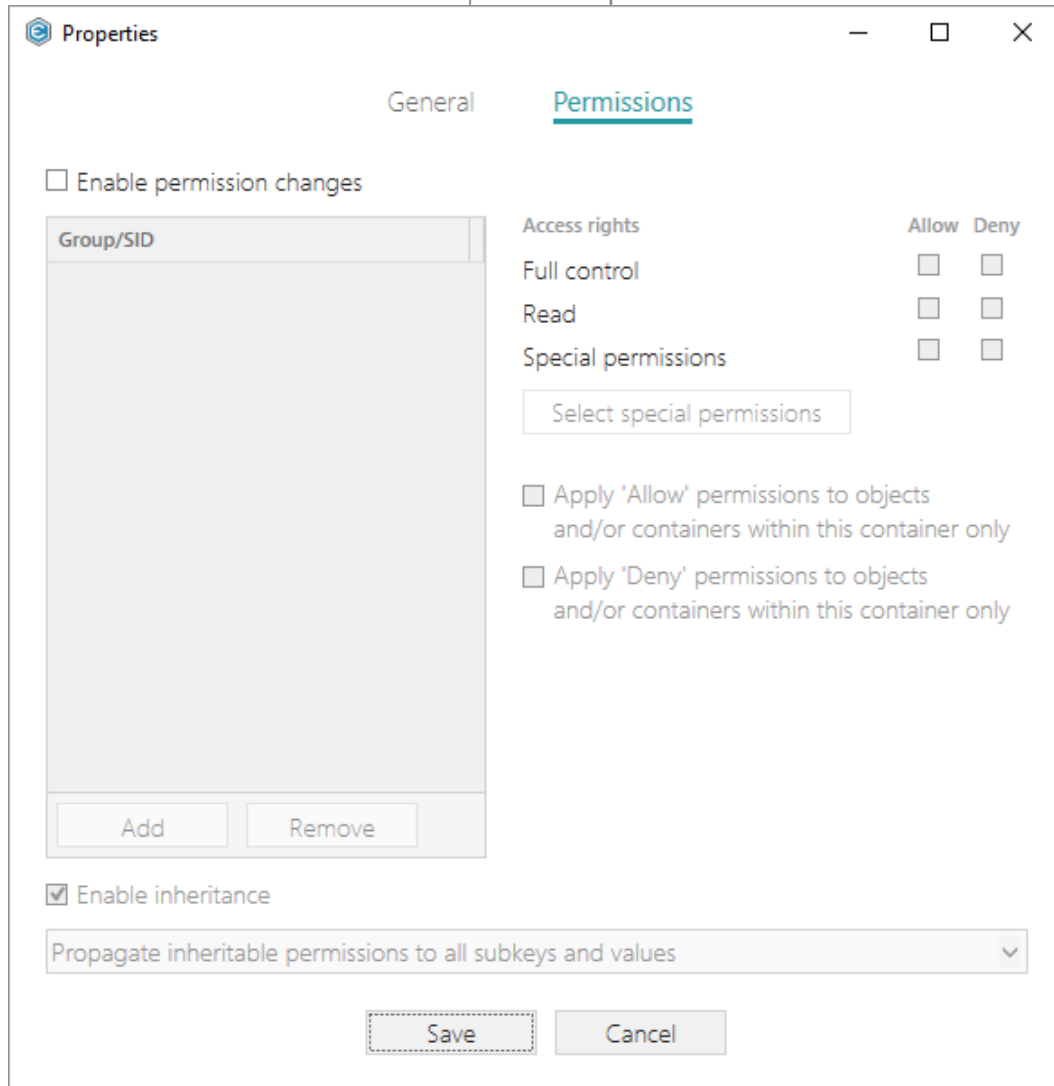 Properties
General
Permissions
Enable permission changes
Group/SID
Access rights
Allow
Deny
Full control
Read
Special permissions
Select special permissions
Apply 'Allow' permissions to objects
and/or containers within this container only
Apply 'Deny' permissions to objects
and/or containers within this container only
Add
Remove
Enable inheritance
Propagate inheritable permissions to all subkeys and values
Save
Cancel